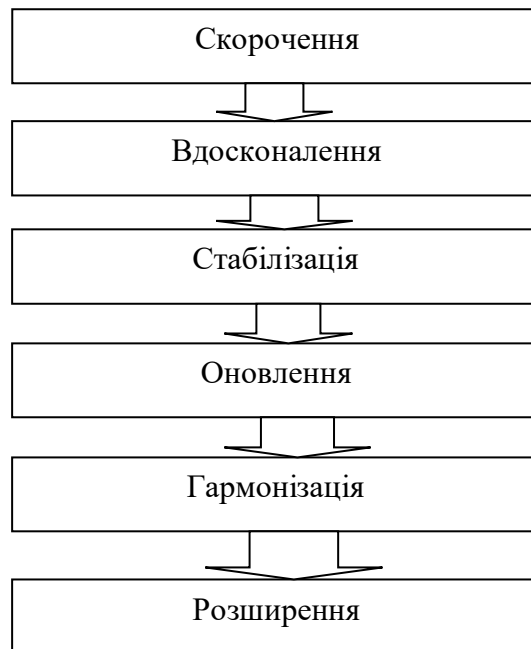 Скорочення
Вдосконалення
Стабілізація
Оновлення
Гармонізація
Розширення